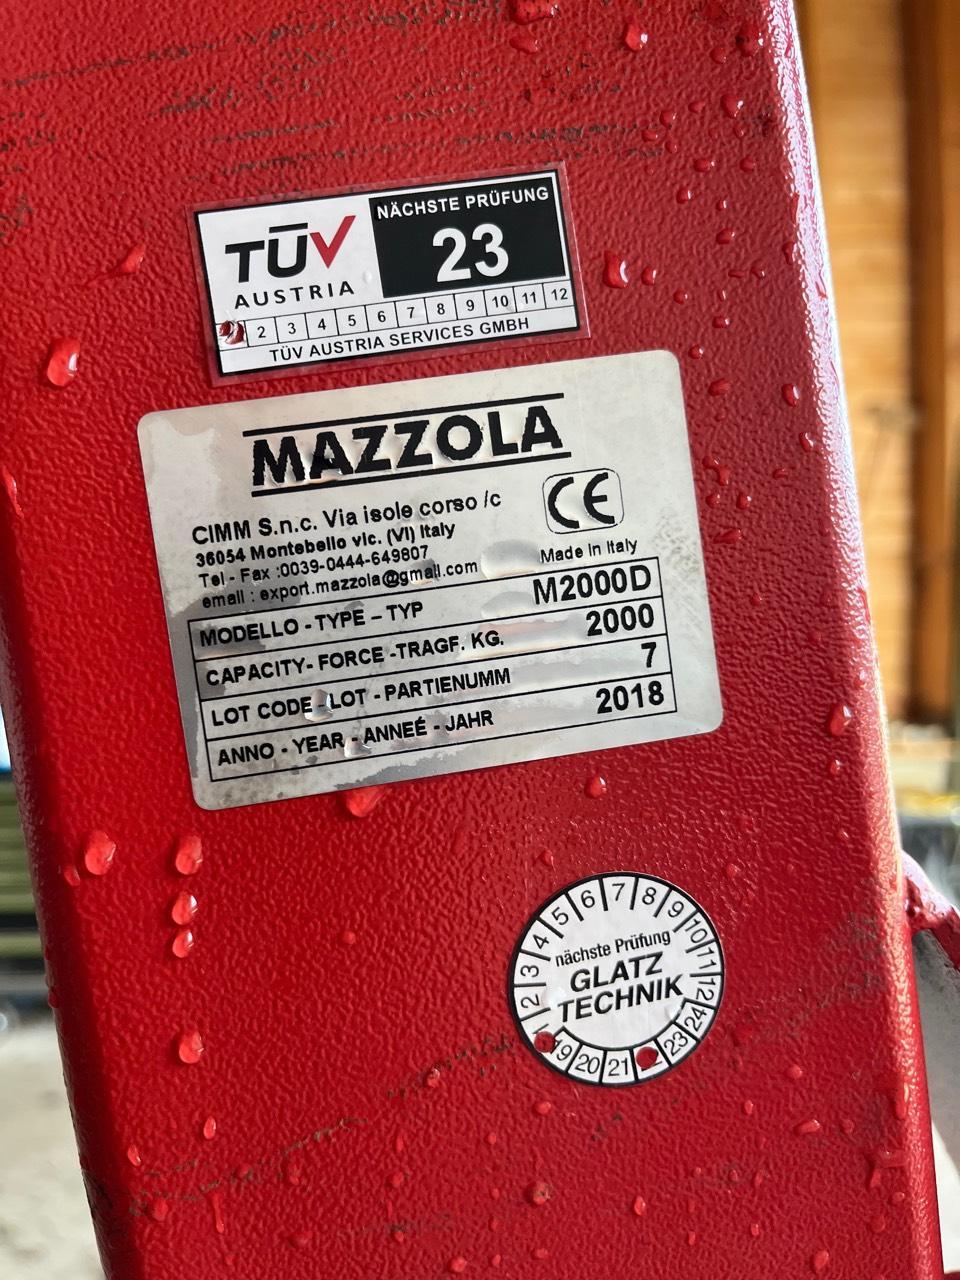 TÜV
AUSTRIA
NÄCHSTE PRÜFUNG
23
2 3 4 5 6 7 8 9 10 11 12
TÜV AUSTRIA SERVICES GMBH
MAZZOLA
CIMM S.n.c. Via isole corso /c
36054 Montebello vic. (VI) Italy
Tel - Fax :0039-0444-649807
email : export.mazzola@gmail.com
CE
Made in Italy
MODELLO - TYPE – TYP M2000D
CAPACITY- FORCE -TRAGF. KG. 2000
LOT CODE - LOT - PARTIENUMM 7
ANNO - YEAR - ANNEÉ - JAHR 2018
1 2 3 4 5 6 7 8 9 10 11 12
nächste Prüfung
GLATZ
TECHNIK
19 20 21 23 24